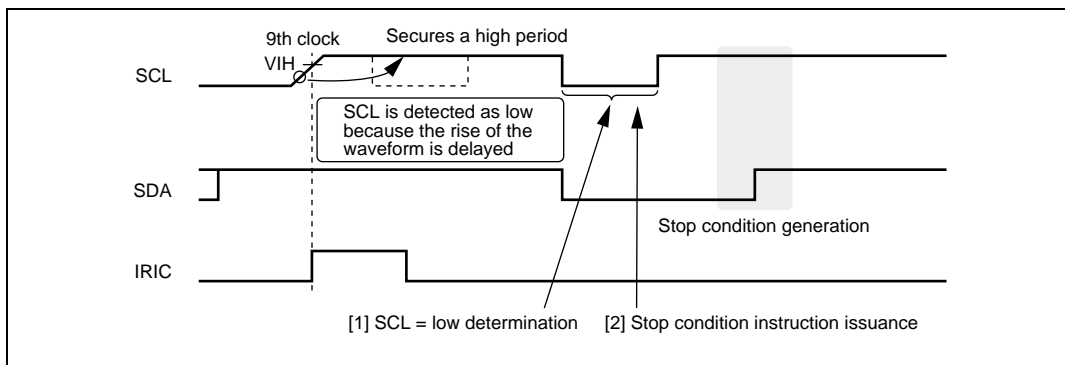 9th clock
Secures a high period
VIH
SCL
SCL is detected as low
because the rise of the
waveform is delayed
SDA
Stop condition generation
IRIC
[1] SCL = low determination
[2] Stop condition instruction issuance